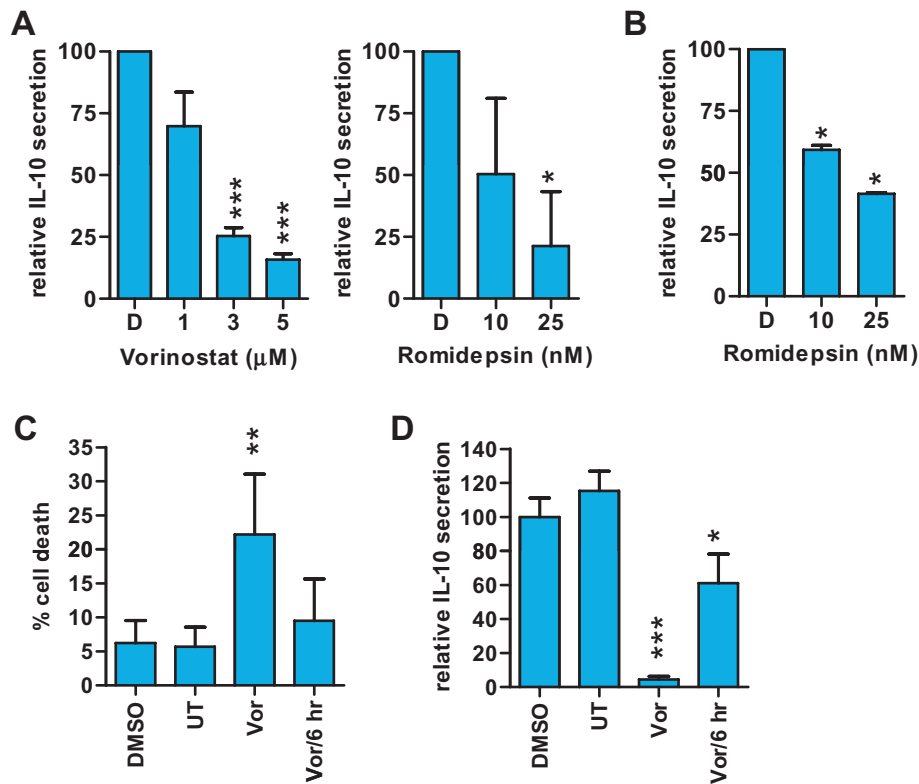 A
relative IL-10 secretion
100
75
50
25
0
***
***
D 1 3 5
Vorinostat (μM)
relative IL-10 secretion
100
75
50
25
0
*
D 10 25
Romidepsin (nM)
B
relative IL-10 secretion
100
75
50
25
0
*
*
D 10 25
Romidepsin (nM)
C
% cell death
35
30
25
20
15
10
5
0
**
DMSO
UT
Vor
Vor/6 hr
D
relative IL-10 secretion
140
120
100
80
60
40
20
0
***
*
DMSO
UT
Vor
Vor/6 hr